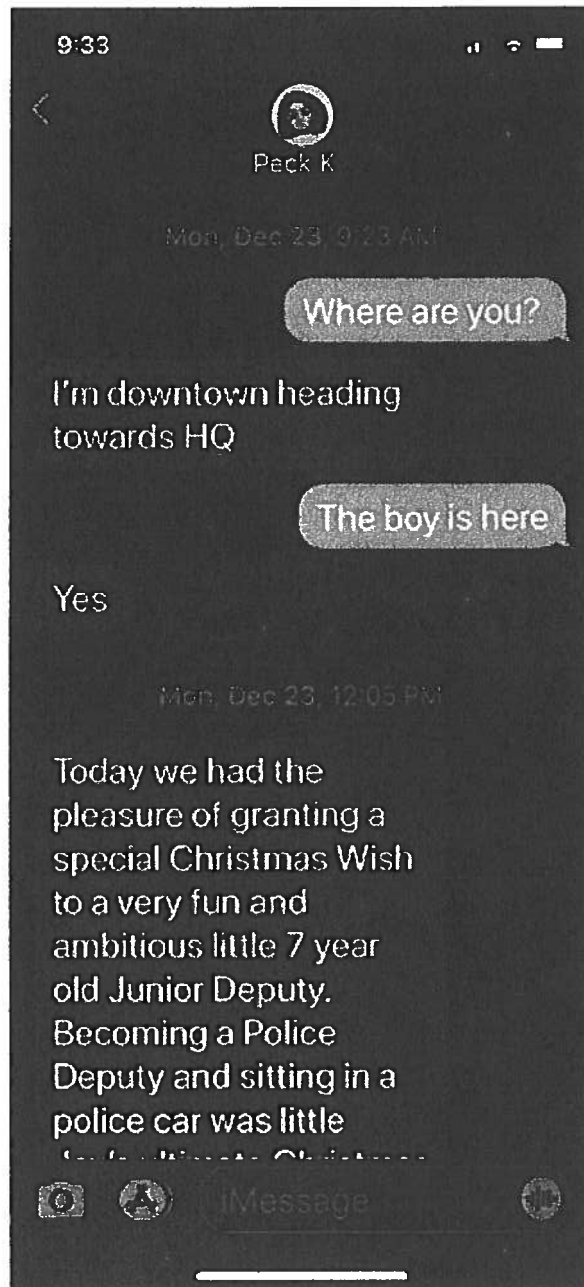 9:33
Peck K
Mon, Dec 23, 9:23 AM
Where are you?
I'm downtown heading
towards HQ
The boy is here
Yes
Mon, Dec 23, 12:05 PM
Today we had the
pleasure of granting a
special Christmas Wish
to a very fun and
ambitious little 7 year
old Junior Deputy.
Becoming a Police
Deputy and sitting in a
police car was little
ultimate Christmas
iMessage